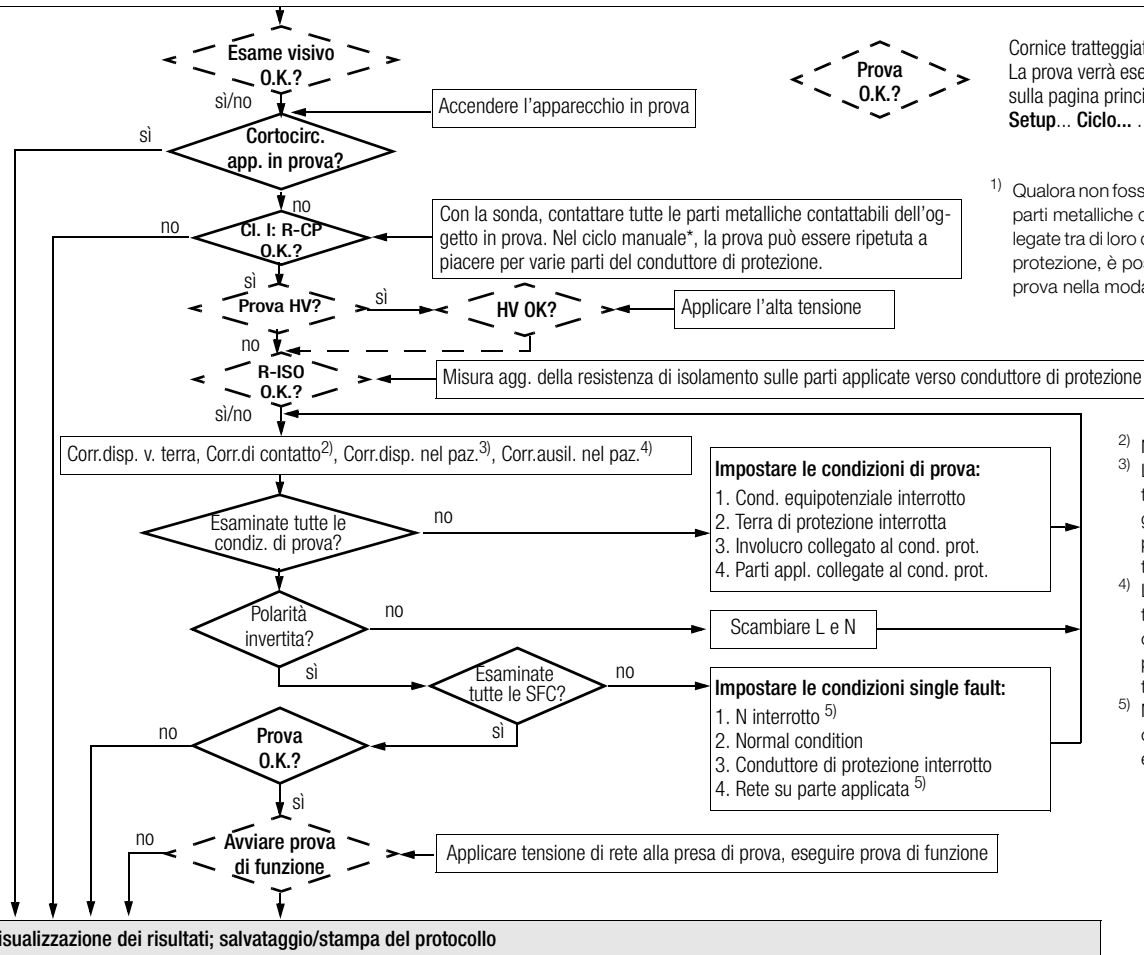 Esame visivo
O.K.?
sì/no
Accendere l'apparecchio in prova
sì
Cortocirc.
app. in prova?
no
no
Cl. I: R-CP
O.K.?
Con la sonda, contattare tutte le parti metalliche contattabili dell'og-
getto in prova. Nel ciclo manuale*, la prova può essere ripetuta a
piacere per varie parti del conduttore di protezione.
sì
Prova HV?
sì
HV OK?
Applicare l'alta tensione
no
R-ISO
O.K.?
Misura agg. della resistenza di isolamento sulle parti applicate verso conduttore di protezione
sì/no
Corr.disp. v. terra, Corr.di contatto2), Corr.disp. nel paz.3), Corr.ausil. nel paz.4)
Esaminate tutte le
condiz. di prova?
no
Impostare le condizioni di prova:
1. Cond. equipotenziale interrotto
2. Terra di protezione interrotta
3. Involucro collegato al cond. prot.
4. Parti appl. collegate al cond. prot.
Polarità
invertita?
no
Scambiare L e N
sì
Esaminate
tutte le SFC?
no
sì
Impostare le condizioni single fault:
1. N interrotto 5)
2. Normal condition
3. Conduttore di protezione interrotto
4. Rete su parte applicata 5)
no
Prova
O.K.?
sì
no
Avviare prova
di funzione
Applicare tensione di rete alla presa di prova, eseguire prova di funzione
isualizzazione dei risultati; salvataggio/stampa del protocollo
Prova
O.K.?
Cornice tratteggiat
La prova verrà ese
sulla pagina princi
Setup... Ciclo... .
1) Qualora non foss
parti metalliche c
legate tra di loro c
protezione, è pos
prova nella moda
2)
3)
4)
5)